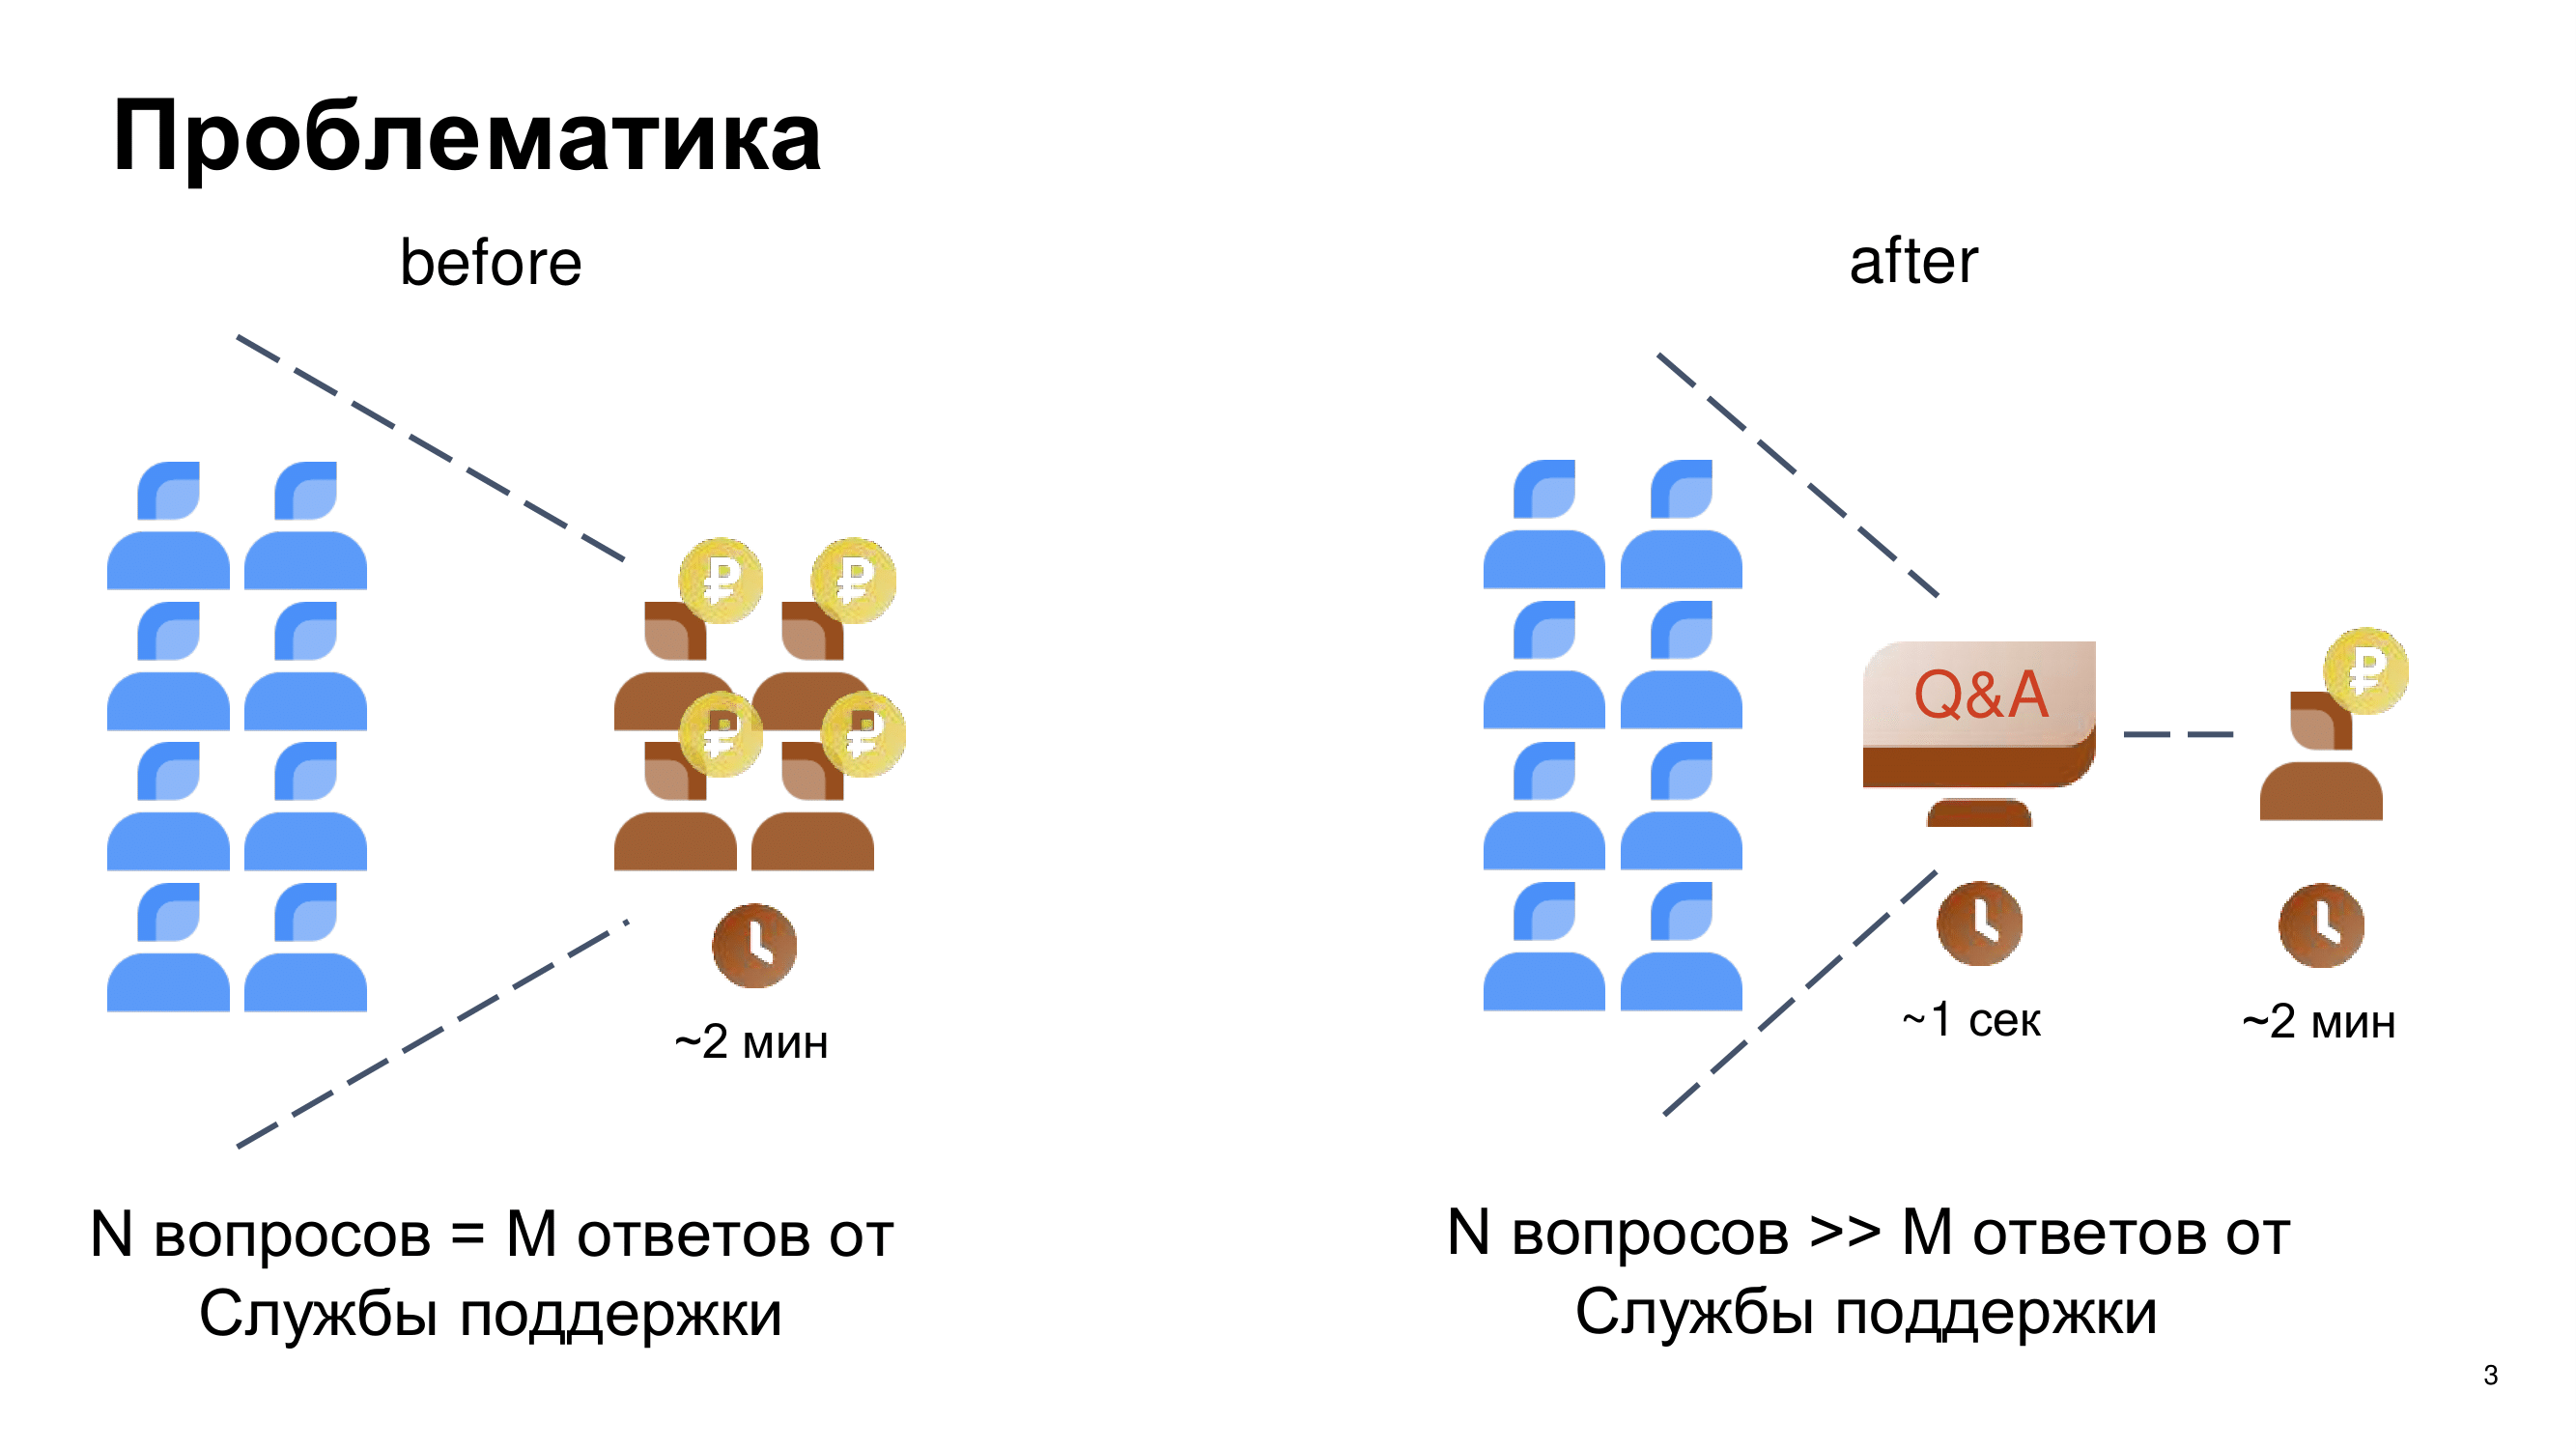 Проблематика
before
~2 мин
N вопросов = M ответов от
Службы поддержки
after
Q&A
~1 сек
~2 мин
N вопросов >> M ответов от
Службы поддержки
3